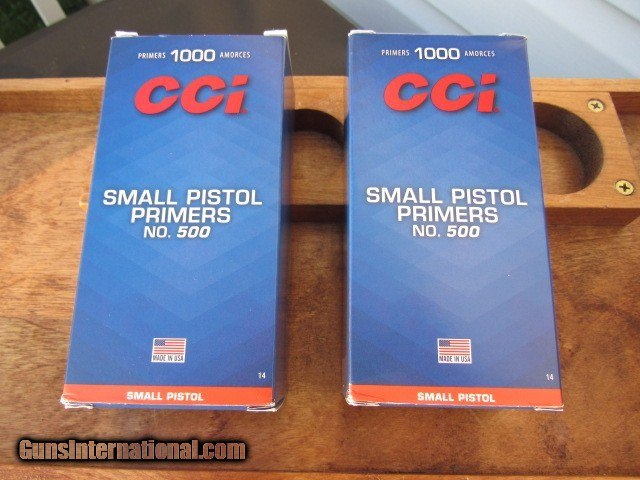 PRIMERS 1000 AMORCES
CCI
SMALL PISTOL
PRIMERS
NO. 500
MADE IN USA
14
SMALL PISTOL
PRIMERS 1000 AMORCES
CCI
SMALL PISTOL
PRIMERS
NO. 500
MADE IN USA
14
SMALL PISTOL
GunsInternational.com